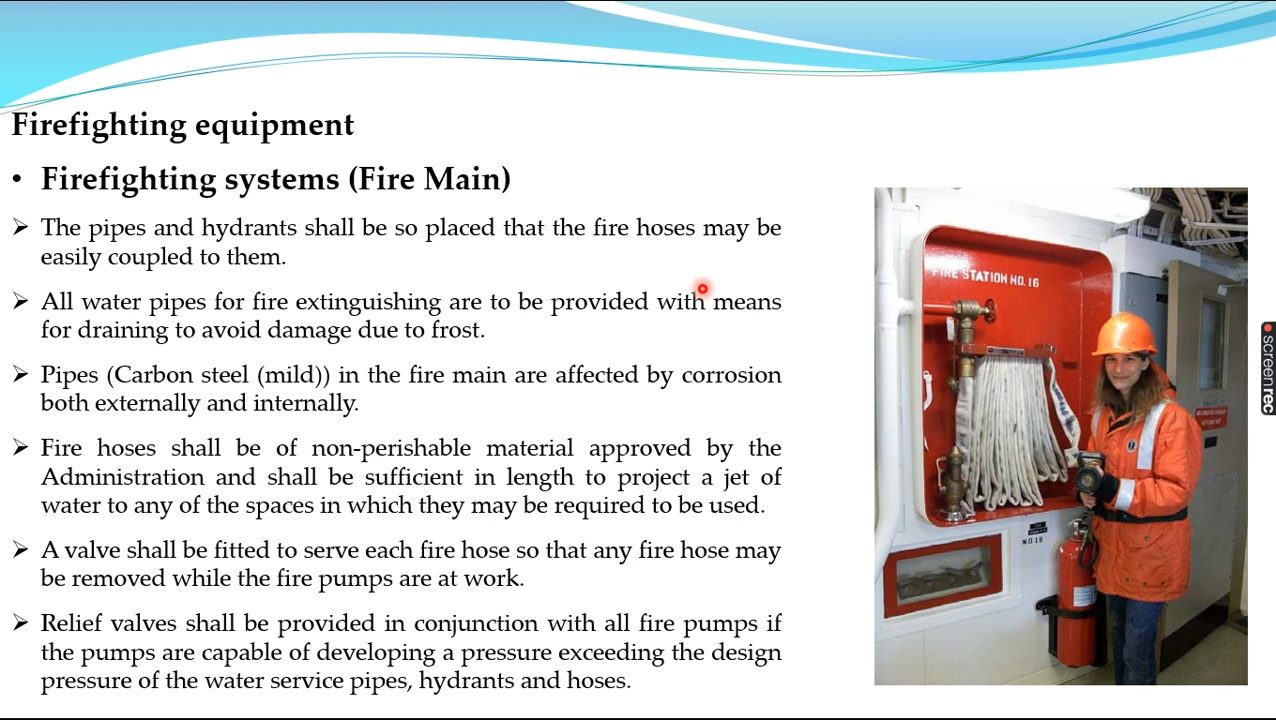 Firefighting equipment
• Firefighting systems (Fire Main)
➢ The pipes and hydrants shall be so placed that the fire hoses may be
easily coupled to them.
➢ All water pipes for fire extinguishing are to be provided with means
for draining to avoid damage due to frost.
➢ Pipes (Carbon steel (mild)) in the fire main are affected by corrosion
both externally and internally.
➢ Fire hoses shall be of non-perishable material approved by the
Administration and shall be sufficient in length to project a jet of
water to any of the spaces in which they may be required to be used.
➢ A valve shall be fitted to serve each fire hose so that any fire hose may
be removed while the fire pumps are at work.
➢ Relief valves shall be provided in conjunction with all fire pumps if
the pumps are capable of developing a pressure exceeding the design
pressure of the water service pipes, hydrants and hoses.
FIRE STATION NO. 16
NO.16
screenrec